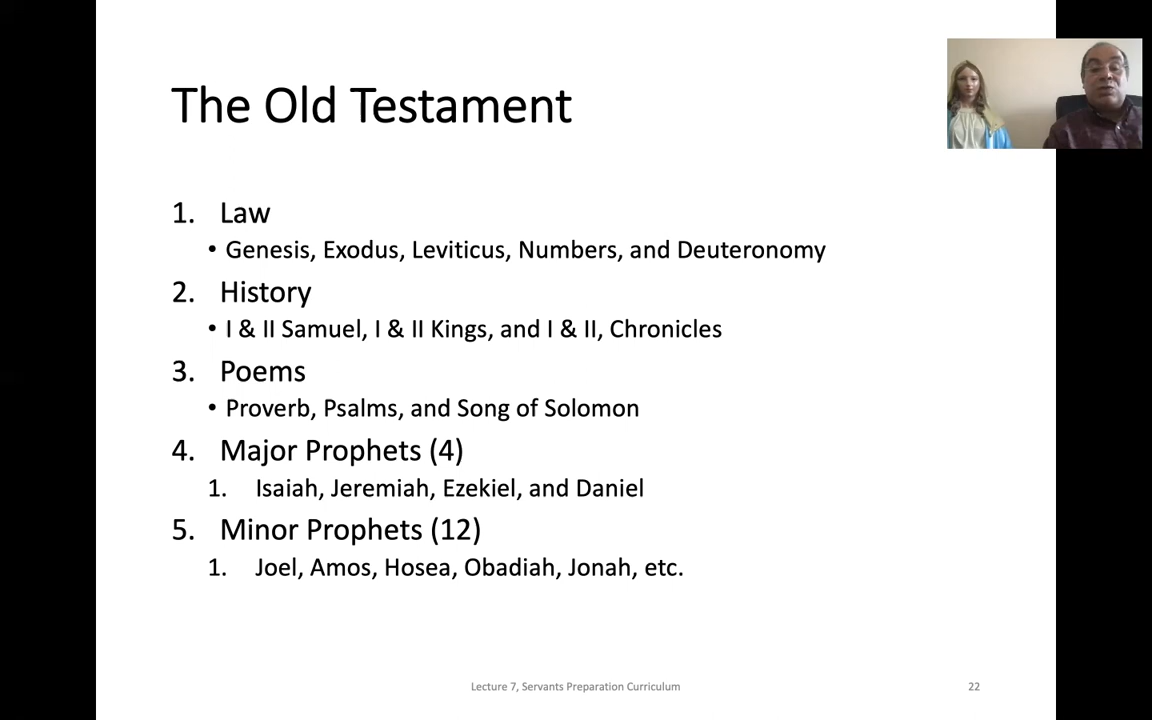 The Old Testament
1. Law
• Genesis, Exodus, Leviticus, Numbers, and Deuteronomy
2. History
• I & II Samuel, I & II Kings, and I & II, Chronicles
3. Poems
• Proverb, Psalms, and Song of Solomon
4. Major Prophets (4)
1. Isaiah, Jeremiah, Ezekiel, and Daniel
5. Minor Prophets (12)
1. Joel, Amos, Hosea, Obadiah, Jonah, etc.
Lecture 7, Servants Preparation Curriculum
22